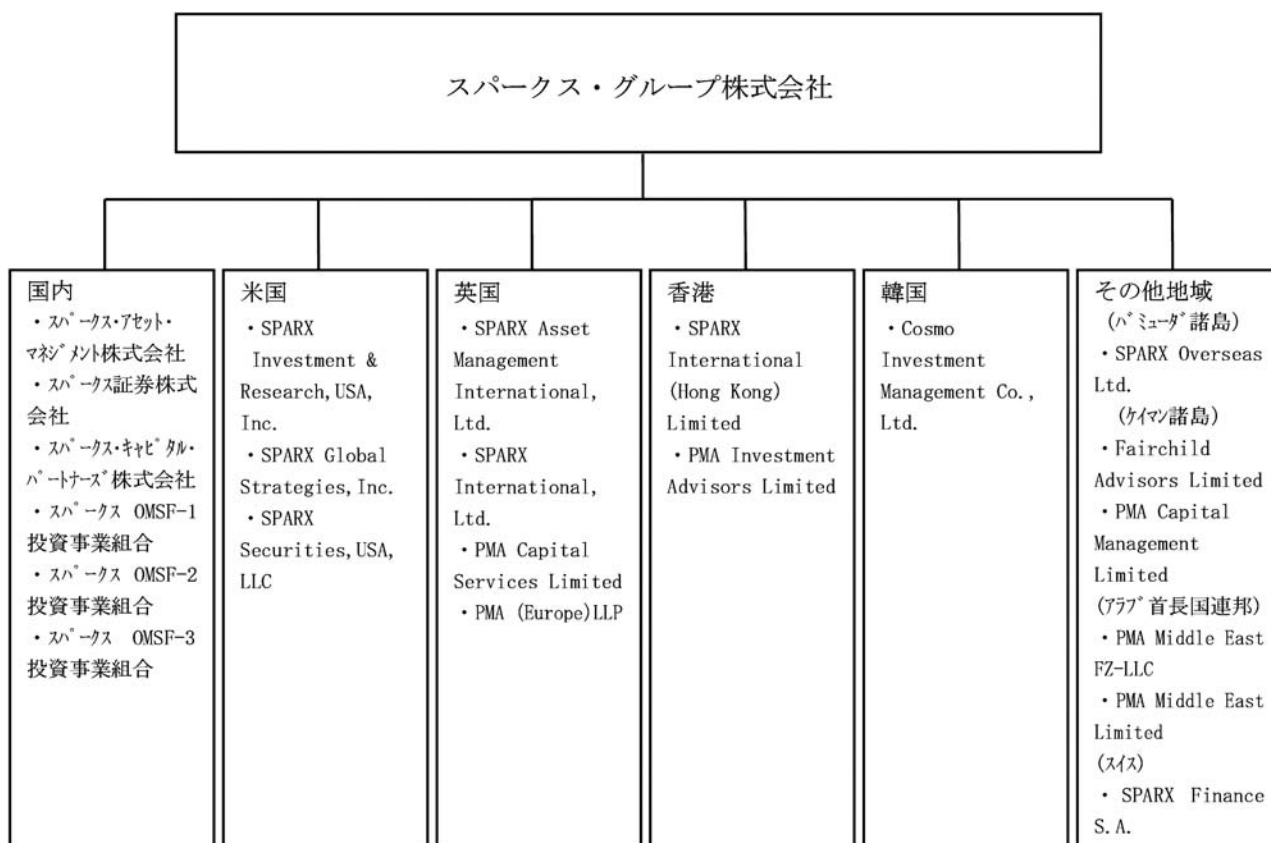 スパークス・グループ株式会社
国内
・ｽﾊﾟｰｸｽ・ｱｾｯﾄ・
ﾏﾈｼﾞﾒﾝﾄ株式会社
・ｽﾊﾟｰｸｽ証券株式
会社
・ｽﾊﾟｰｸｽ・ｷｬﾋﾟﾀﾙ・
ﾊﾟｰﾄﾅｰｽﾞ株式会社
・ｽﾊﾟｰｸｽ OMSF-1
投資事業組合
・ｽﾊﾟｰｸｽ OMSF-2
投資事業組合
・ｽﾊﾟｰｸｽ OMSF-3
投資事業組合
米国
・SPARX
Investment &
Research,USA,
Inc.
・SPARX Global
Strategies,Inc.
・SPARX
Securities,USA,
LLC
英国
・SPARX Asset
Management
International,
Ltd.
・SPARX
International,
Ltd.
・PMA Capital
Services Limited
・PMA (Europe)LLP
香港
・SPARX
International
(Hong Kong)
Limited
・PMA Investment
Advisors Limited
韓国
・Cosmo
Investment
Management Co.,
Ltd.
その他地域
(ﾊﾞﾐｭｰﾀﾞ諸島)
・SPARX Overseas
Ltd.
(ｹｲﾏﾝ諸島)
・Fairchild
Advisors Limited
・PMA Capital
Management
Limited
(ｱﾗﾌﾞ首長国連邦)
・PMA Middle East
FZ-LLC
・PMA Middle East
Limited
(ｽｲｽ)
・ SPARX Finance
S.A.